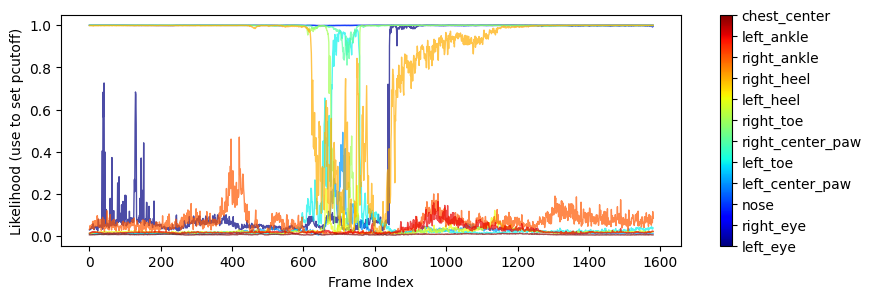 Likelihood (use to set pcutoff)
1.0
0.8
0.6
0.4
0.2
0.0
0
200
400
600
800
1000
1200
1400
1600
Frame Index
chest_center
left_ankle
right_ankle
right_heel
left_heel
right_toe
right_center_paw
left_toe
left_center_paw
nose
right_eye
left_eye